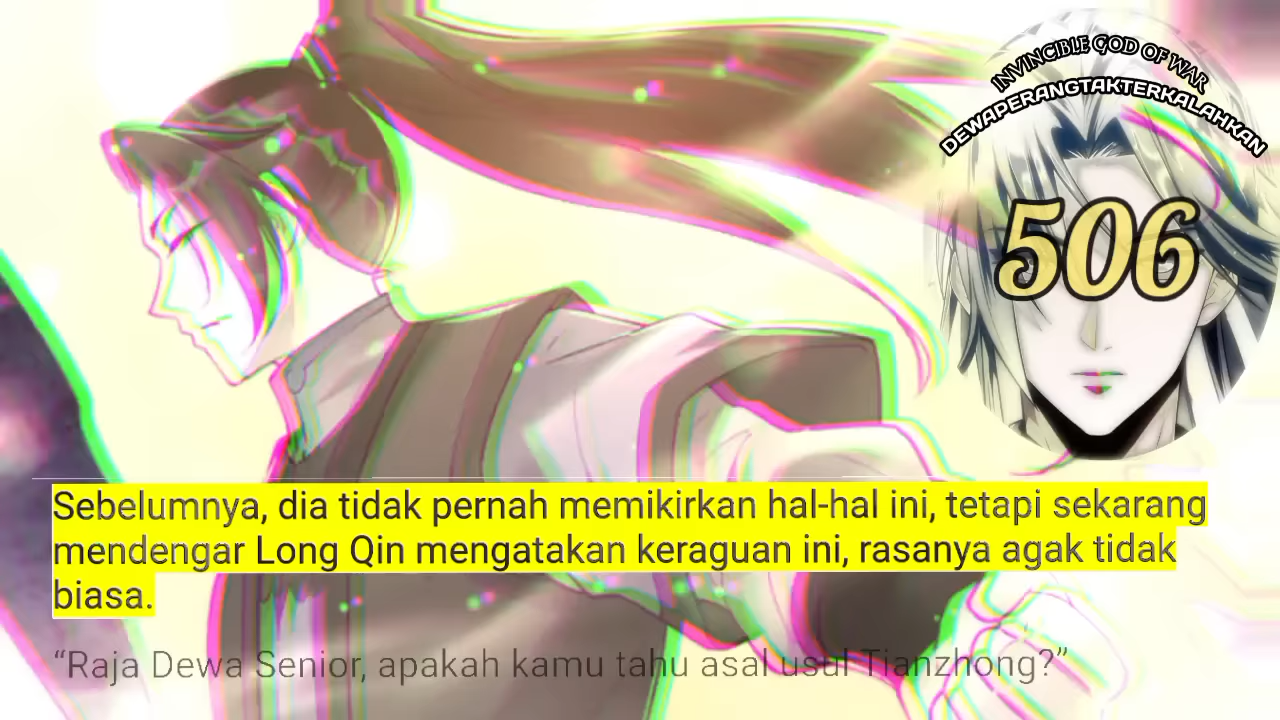 INVINCIBLE GOD OF WAR
DEWAPERANGTAKTERKALAHKAN
506
Sebelumnya, dia tidak pernah memikirkan hal-hal ini, tetapi sekarang
mendengar Long Qin mengatakan keraguan ini, rasanya agak tidak
biasa.
“Raja Dewa Senior, apakah kamu tahu asal usul Tianzhong?”